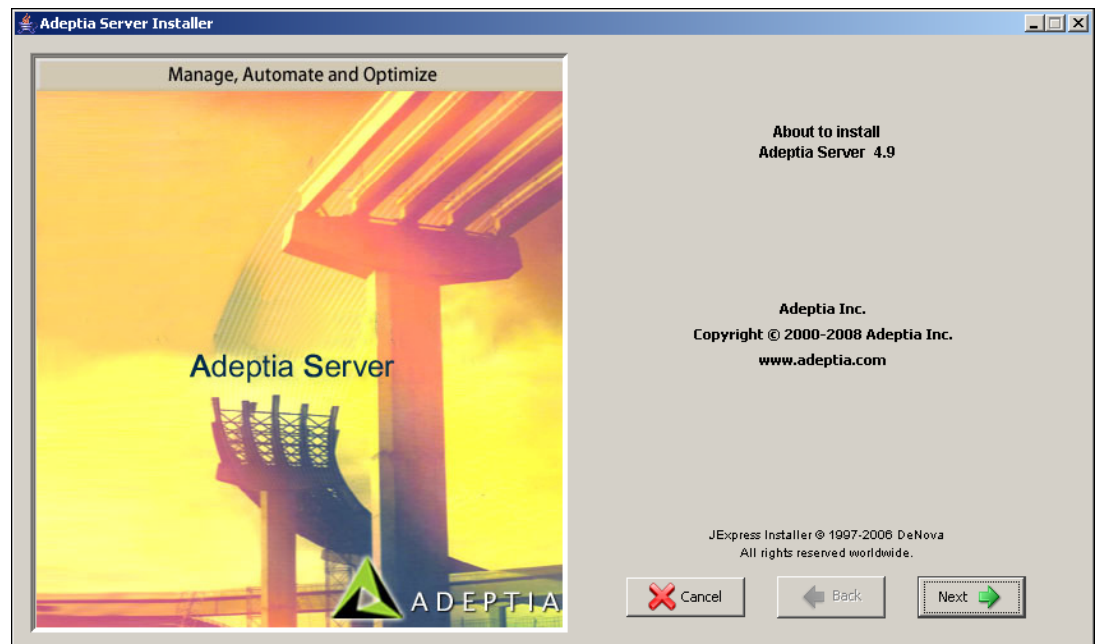 Adeptia Server Installer
Manage, Automate and Optimize
Adeptia Server
ADEPTIA
About to install
Adeptia Server 4.9
Adeptia Inc.
Copyright © 2000-2008 Adeptia Inc.
www.adeptia.com
JExpress Installer © 1997-2006 DeNova
All rights reserved worldwide.
Cancel
Back
Next